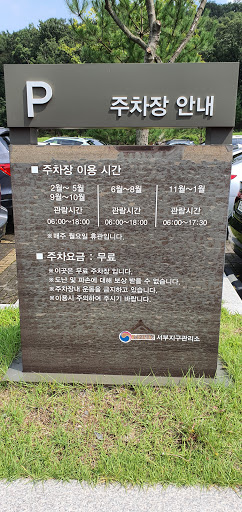 P 주차장 안내
■ 주차장 이용 시간
2월~ 5월 6월~8월 11월~1월
9월~10월
관람시간 관람시간 관람시간
06:00~18:00 06:00~18:00 06:00~17:30
※매주 월요일 휴관입니다.
■ 주차요금 : 무료
※이곳은 무료 주차장 입니다.
※도난 및 파손에 대해 보상 받을 수 없습니다.
※주차장내 운동을 금지하고 있습니다.
※이용시 주의하여 주시기 바랍니다.
서부지구관리소